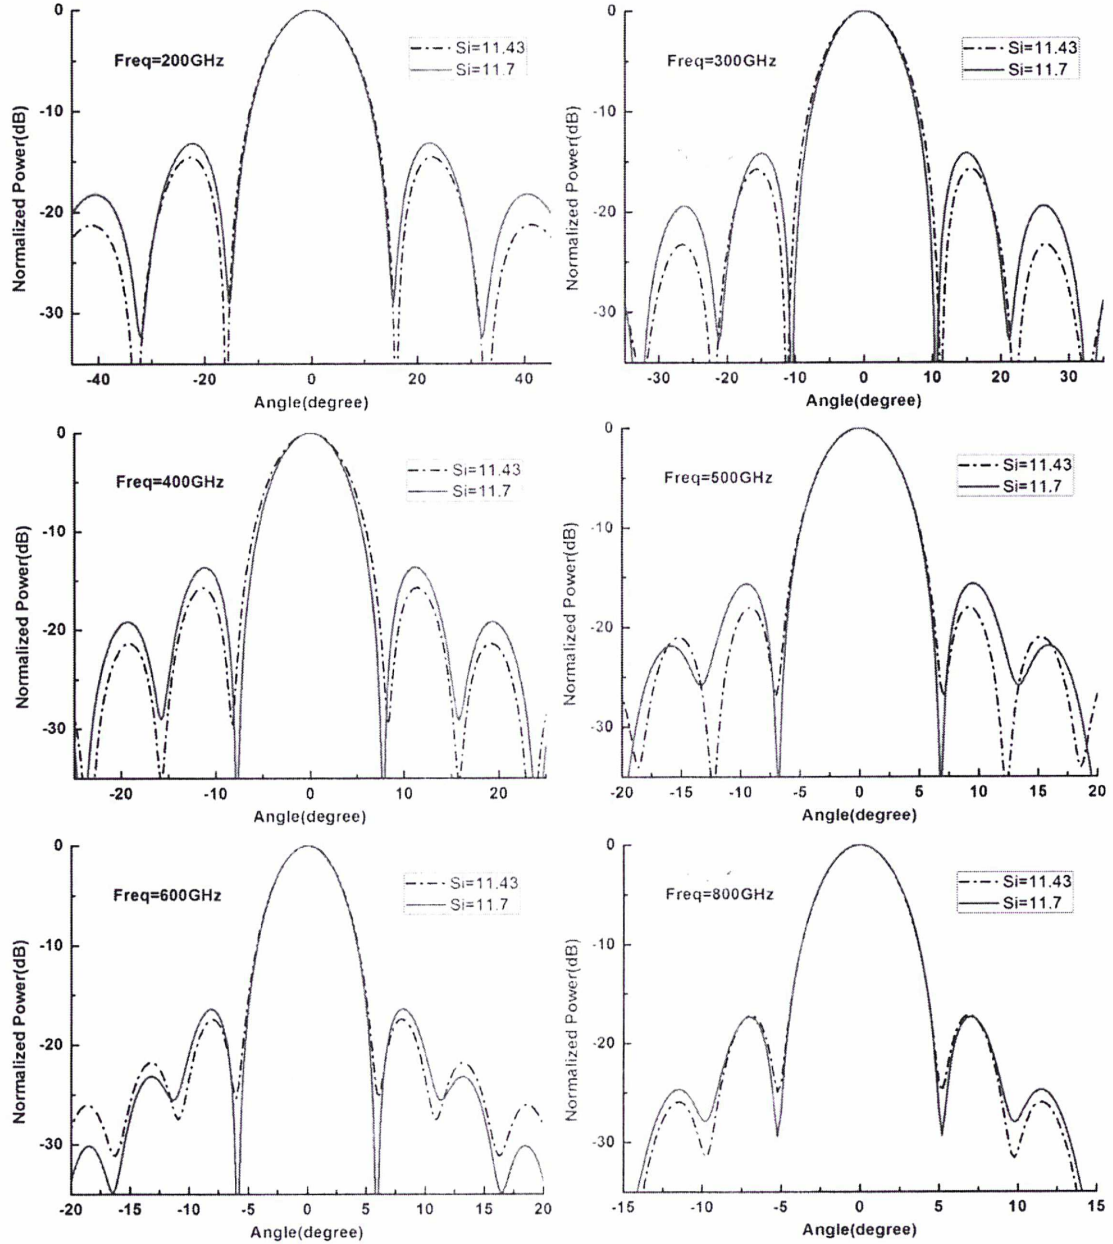 Freq=200GHz
Si=11.43
Si=11.7
Normalized Power(dB)
0
-10
-20
-30
-40
-20
0
20
40
Angle(degree)
Freq=300GHz
Si=11.43
Si=11.7
Normalized Power(dB)
0
-10
-20
-30
-30
-20
-10
0
10
20
30
Angle(degree)
Freq=400GHz
Si=11.43
Si=11.7
Normalized Power(dB)
0
-10
-20
-30
-20
-10
0
10
20
Angle(degree)
Freq=500GHz
Si=11.43
Si=11.7
Normalized Power(dB)
0
-10
-20
-30
-20
-15
-10
-5
0
5
10
15
20
Angle(degree)
Freq=600GHz
Si=11.43
Si=11.7
Normalized Power(dB)
0
-10
-20
-30
-20
-15
-10
-5
0
5
10
15
20
Angle(degree)
Freq=800GHz
Si=11.43
Si=11.7
Normalized Power(dB)
0
-10
-20
-30
-15
-10
-5
0
5
10
15
Angle(degree)